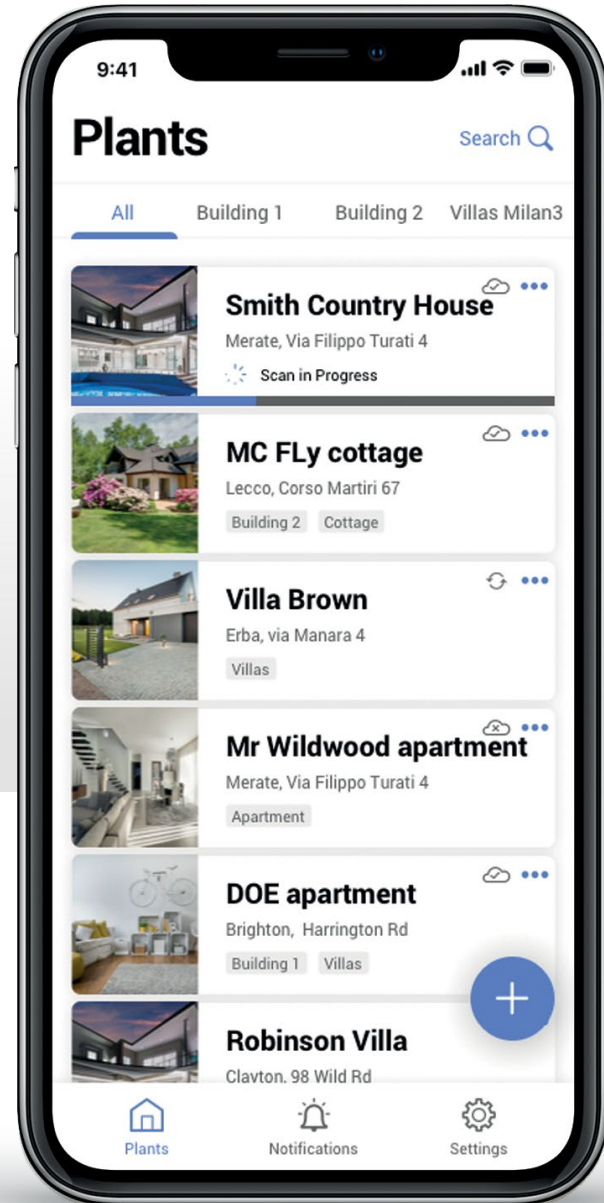 9:41
Plants
Search
All Building 1 Building 2 Villas Milan3
Smith Country House
Merate, Via Filippo Turati 4
Scan in Progress
MC FLy cottage
Lecco, Corso Martiri 67
Building 2 Cottage
Villa Brown
Erba, via Manara 4
Villas
Mr Wildwood apartment
Merate, Via Filippo Turati 4
Apartment
DOE apartment
Brighton, Harrington Rd
Building 1 Villas
Robinson Villa
Clayton, 98 Wild Rd
Plants Notifications Settings